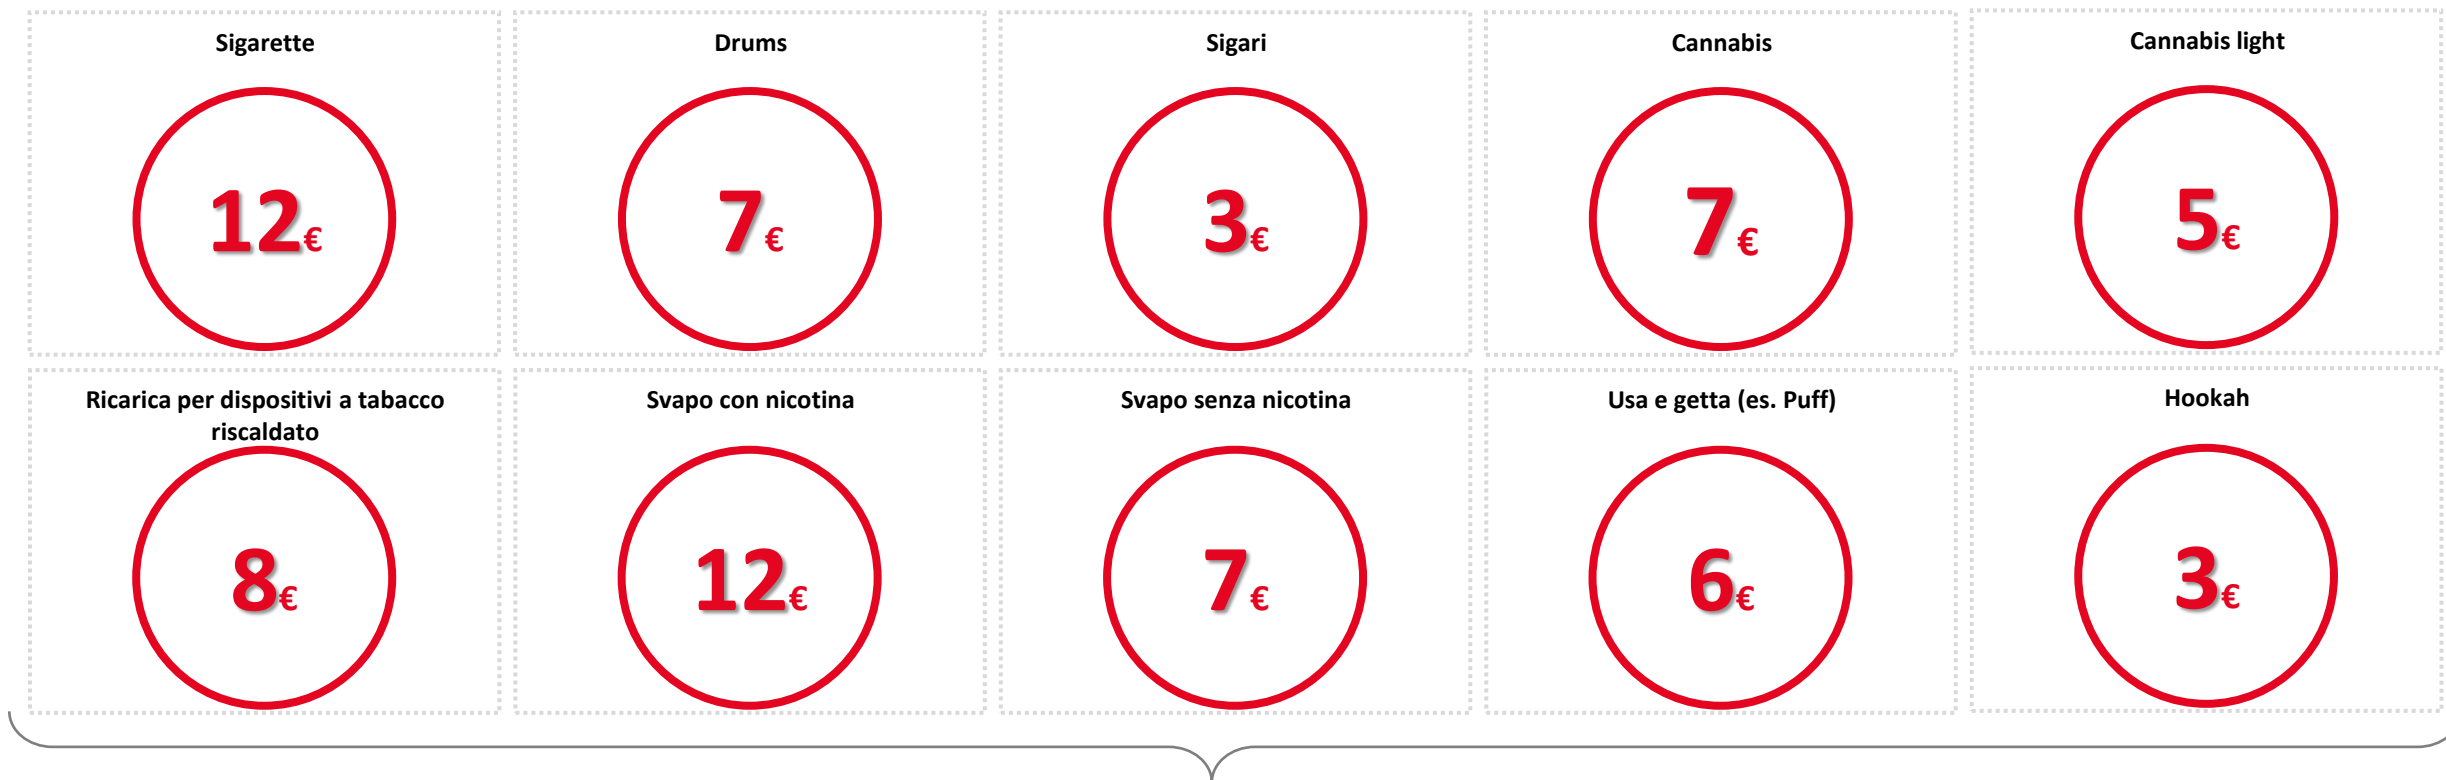 Sigarette
Drums
Sigari
Cannabis
Cannabis light
12€
7€
3€
7€
5€
Ricarica per dispositivi a tabacco
riscaldato
Svapo con nicotina
Svapo senza nicotina
Usa e getta (es. Puff)
Hookah
8€
12€
7€
6€
3€